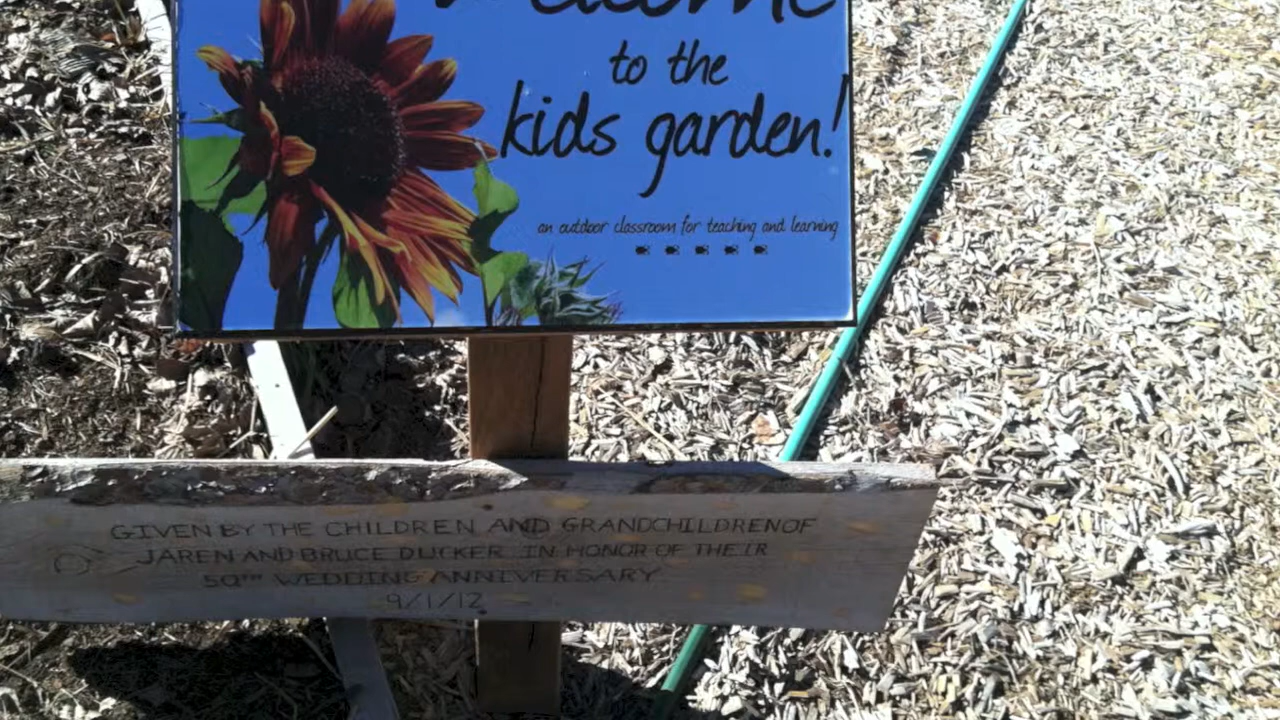 Welcome
to the
kids garden!
an outdoor classroom for teaching and learning
GIVEN BY THE CHILDREN AND GRANDCHILDREN OF
JAREN AND BRUCE DUCKER IN HONOR OF THEIR
50TH WEDDING ANNIVERSARY
9/1/12